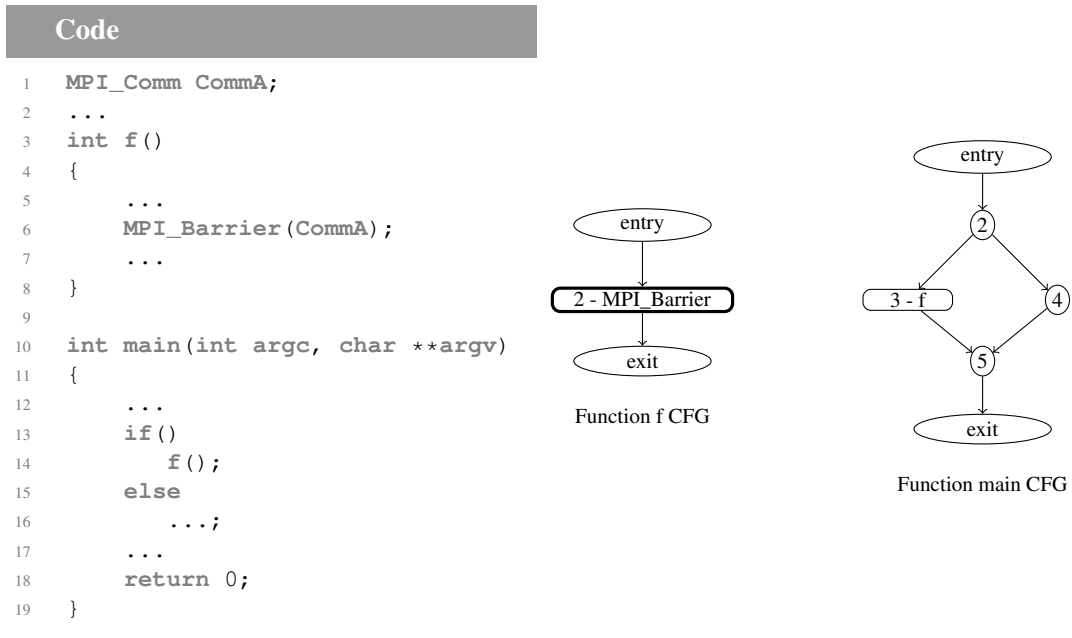 Code
1 MPI_Comm CommA;
2 ...
3 int f()
4 {
5 ...
6 MPI_Barrier(CommA);
7 ...
8 }
9
10 int main(int argc, char **argv)
11 {
12 ...
13 if()
14 f();
15 else
16 ...;
17 ...
18 return 0;
19 }
entry
2 - MPI_Barrier
exit
Function f CFG
entry
2
3 - f
4
5
exit
Function main CFG